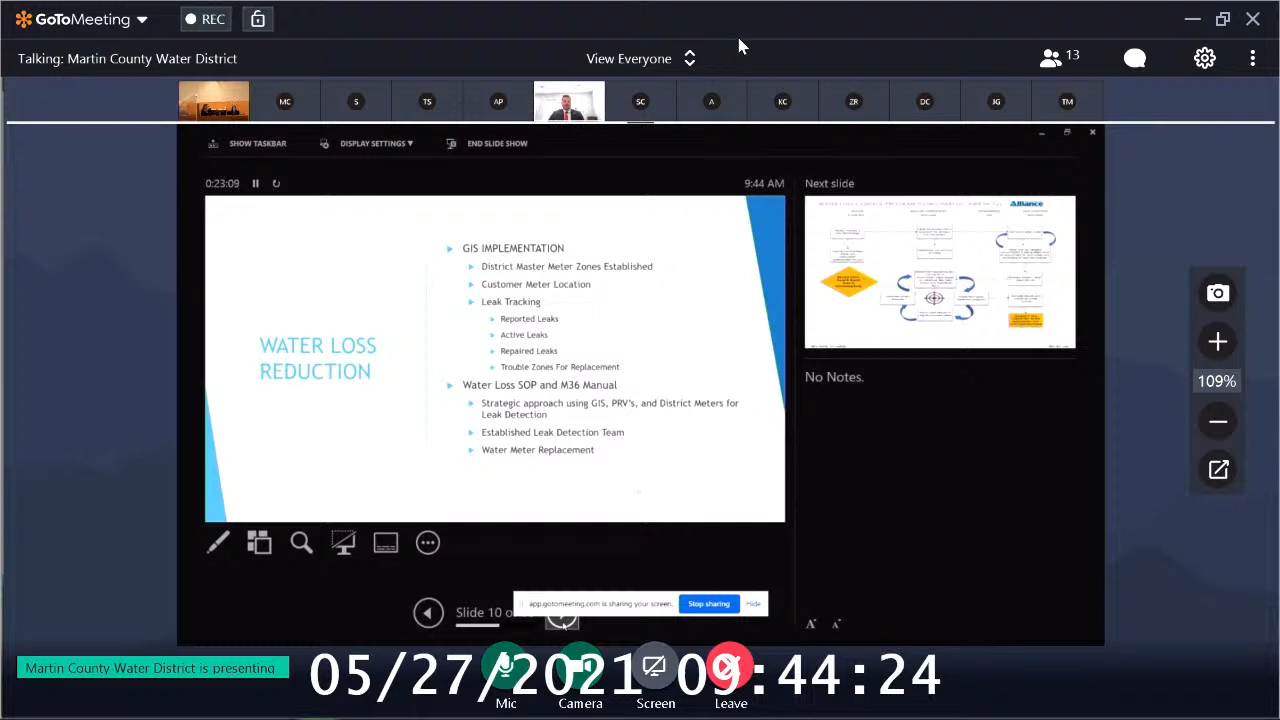 GoToMeeting
REC
Talking: Martin County Water District
View Everyone
13
MC
S
TS
AP
SC
A
KC
ZR
DC
JG
TM
SHOW TASKBAR
DISPLAY SETTINGS ▼
END SLIDE SHOW
0:23:09
9:44 AM
Next slide
WATER LOSS REDUCTION
GIS IMPLEMENTATION
District Master Meter Zones Established
Customer Meter Location
Leak Tracking
Reported Leaks
Active Leaks
Repaired Leaks
Trouble Zones For Replacement
Water Loss SOP and M36 Manual
Strategic approach using GIS, PRV's, and District Meters for
Leak Detection
Established Leak Detection Team
Water Meter Replacement
Alliance
No Notes.
109%
Slide 10
app.gotomeeting.com is sharing your screen.
Stop sharing
Hide
A A
Martin County Water District is presenting
05/27/2021 09:44:24
Mic
Camera
Screen
Leave